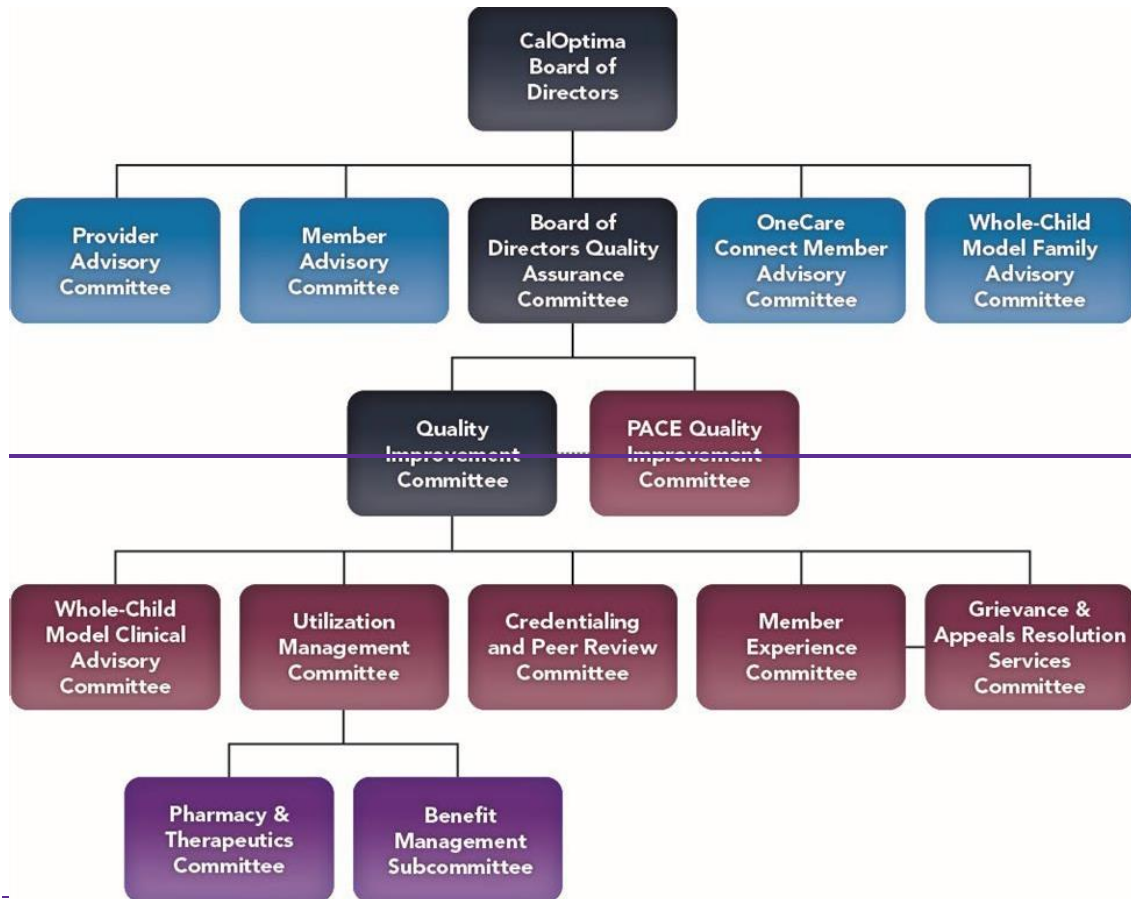 CalOptima
Board of
Directors
Provider
Advisory
Committee
Member
Advisory
Committee
Board of
Directors Quality
Assurance
Committee
OneCare
Connect Member
Advisory
Committee
Whole-Child
Model Family
Advisory
Committee
Quality
Improvement
Committee
PACE Quality
Improvement
Committee
Whole-Child
Model Clinical
Advisory
Committee
Utilization
Management
Committee
Credentialing
and Peer Review
Committee
Member
Experience
Committee
Grievance &
Appeals Resolution
Services
Committee
Pharmacy &
Therapeutics
Committee
Benefit
Management
Subcommittee